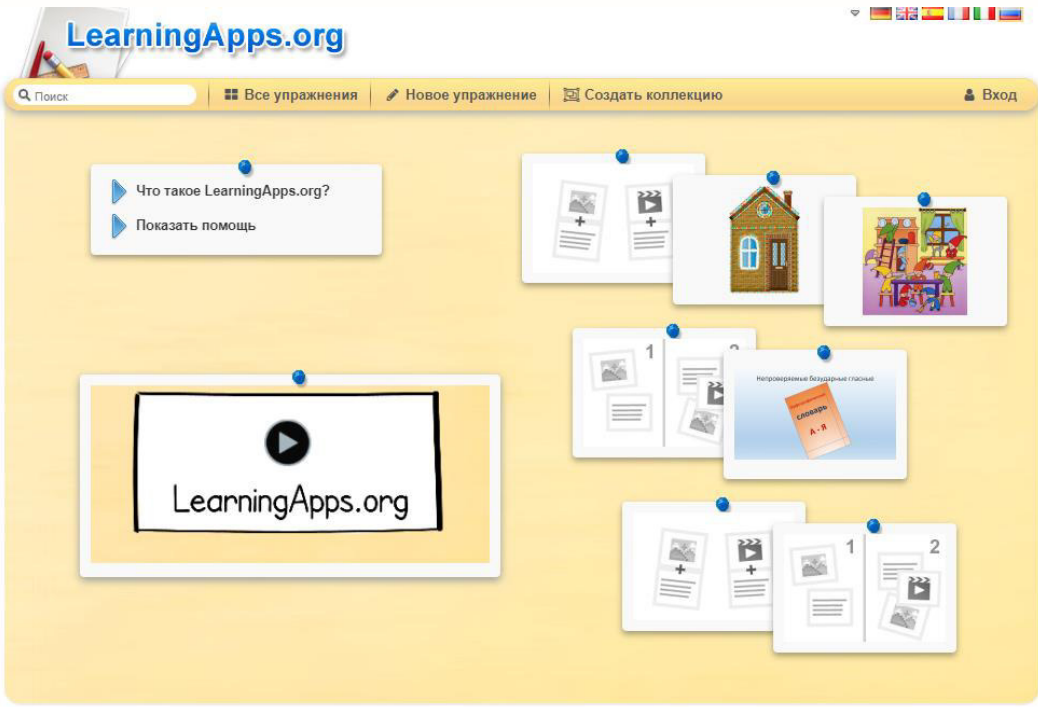 LearningApps.org
Поиск
Все упражнения
Новое упражнение
Создать коллекцию
Вход
Что такое LearningApps.org?
Показать помощь
LearningApps.org
1
2
Непроверяемые безударные гласные
словарь
А - Я
1
2